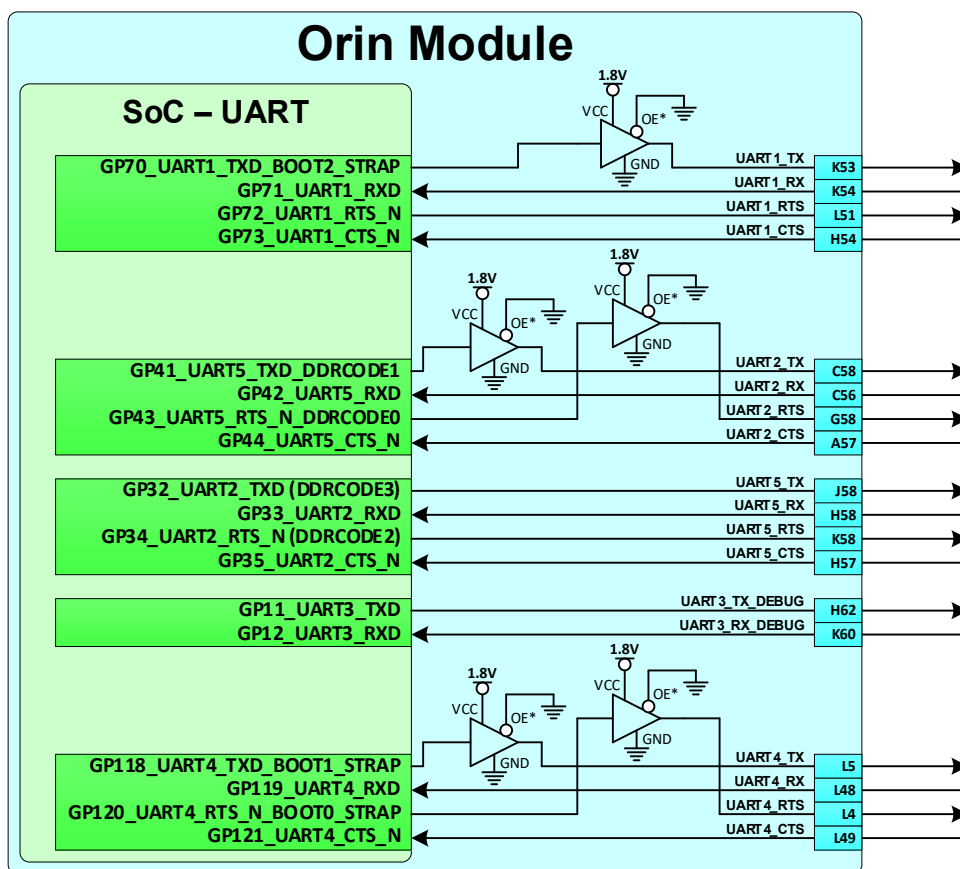 Orin Module
SoC – UART
1.8V
VCC
OE*
GND
GP70_UART1_TXD_BOOT2_STRAP
UART1_TX
K53
GP71_UART1_RXD
UART1_RX
K54
GP72_UART1_RTS_N
UART1_RTS
L51
GP73_UART1_CTS_N
UART1_CTS
H54
1.8V
VCC
OE*
GND
1.8V
VCC
OE*
GND
GP41_UART5_TXD_DDRCODE1
UART2_TX
C58
GP42_UART5_RXD
UART2_RX
C56
GP43_UART5_RTS_N_DDRCODE0
UART2_RTS
G58
GP44_UART5_CTS_N
UART2_CTS
A57
GP32_UART2_TXD (DDRCODE3)
UART5_TX
J58
GP33_UART2_RXD
UART5_RX
H58
GP34_UART2_RTS_N (DDRCODE2)
UART5_RTS
K58
GP35_UART2_CTS_N
UART5_CTS
H57
GP11_UART3_TXD
UART3_TX_DEBUG
H62
GP12_UART3_RXD
UART3_RX_DEBUG
K60
1.8V
VCC
OE*
GND
1.8V
VCC
OE*
GND
GP118_UART4_TXD_BOOT1_STRAP
UART4_TX
L5
GP119_UART4_RXD
UART4_RX
L48
GP120_UART4_RTS_N_BOOT0_STRAP
UART4_RTS
L4
GP121_UART4_CTS_N
UART4_CTS
L49